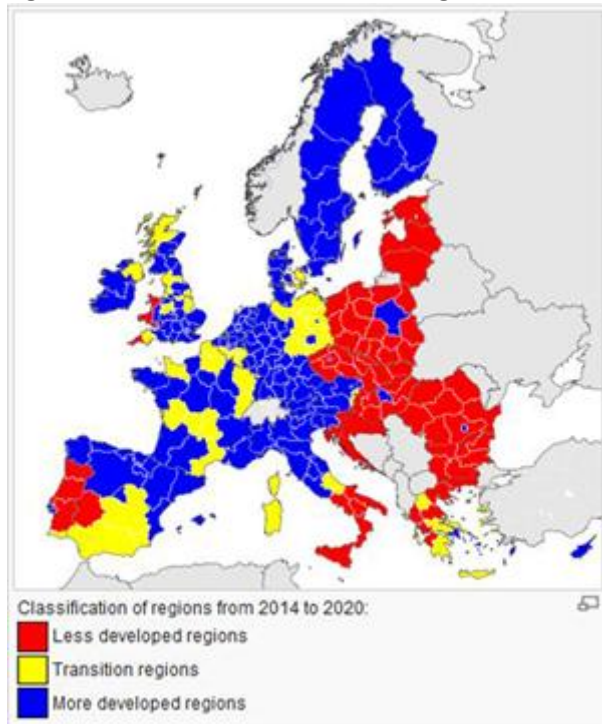 Classification of regions from 2014 to 2020:
Less developed regions
Transition regions
More developed regions